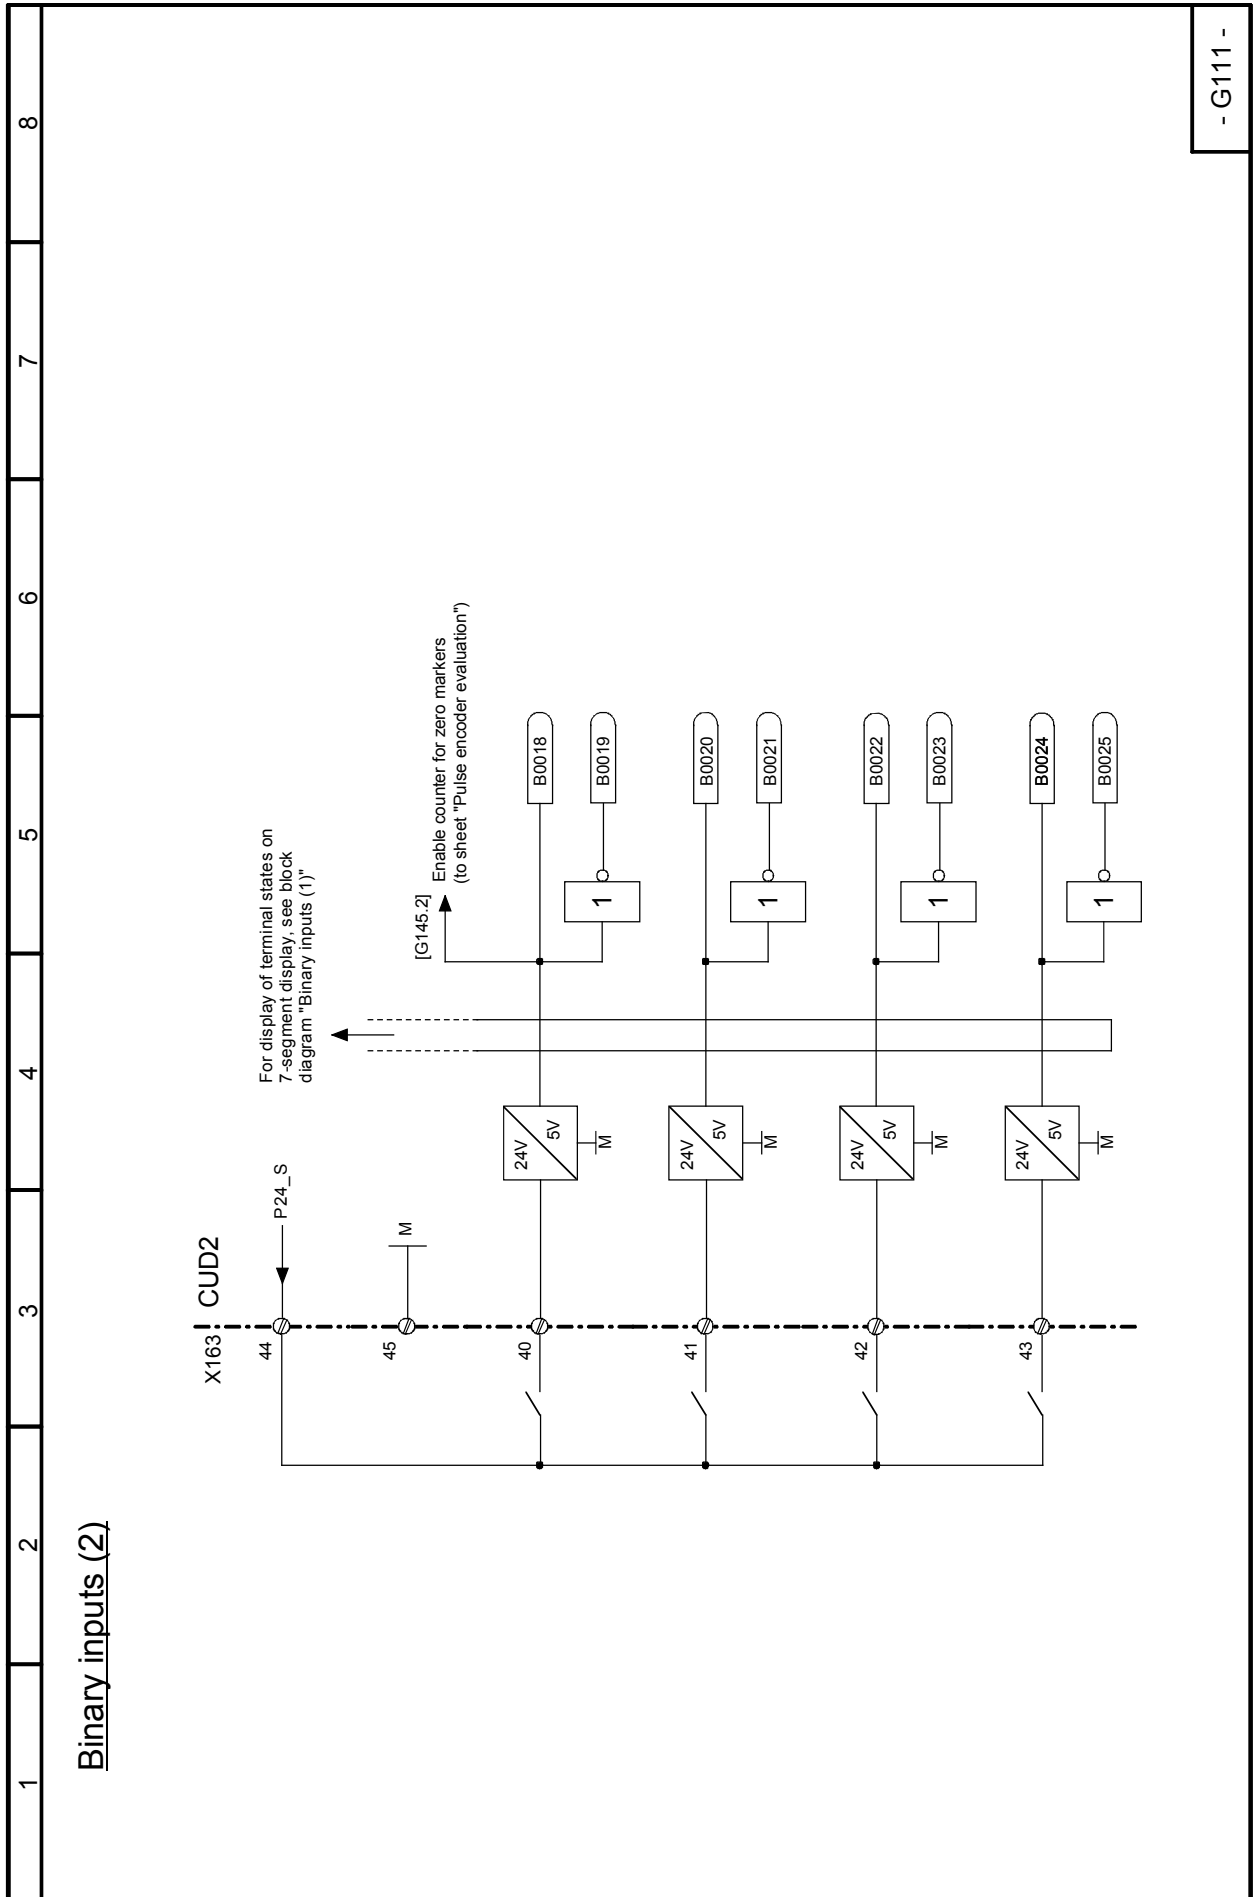 1
2
3
4
5
6
7
8
Binary inputs (2)
X163
CUD2
44
P24_S
For display of terminal states on
7-segment display, see block
diagram "Binary inputs (1)"
45
M
[G145.2]
Enable counter for zero markers
(to sheet "Pulse encoder evaluation")
40
24V
5V
M
B0018
1
B0019
41
24V
5V
M
B0020
1
B0021
42
24V
5V
M
B0022
1
B0023
43
24V
5V
M
B0024
1
B0025
- G111 -